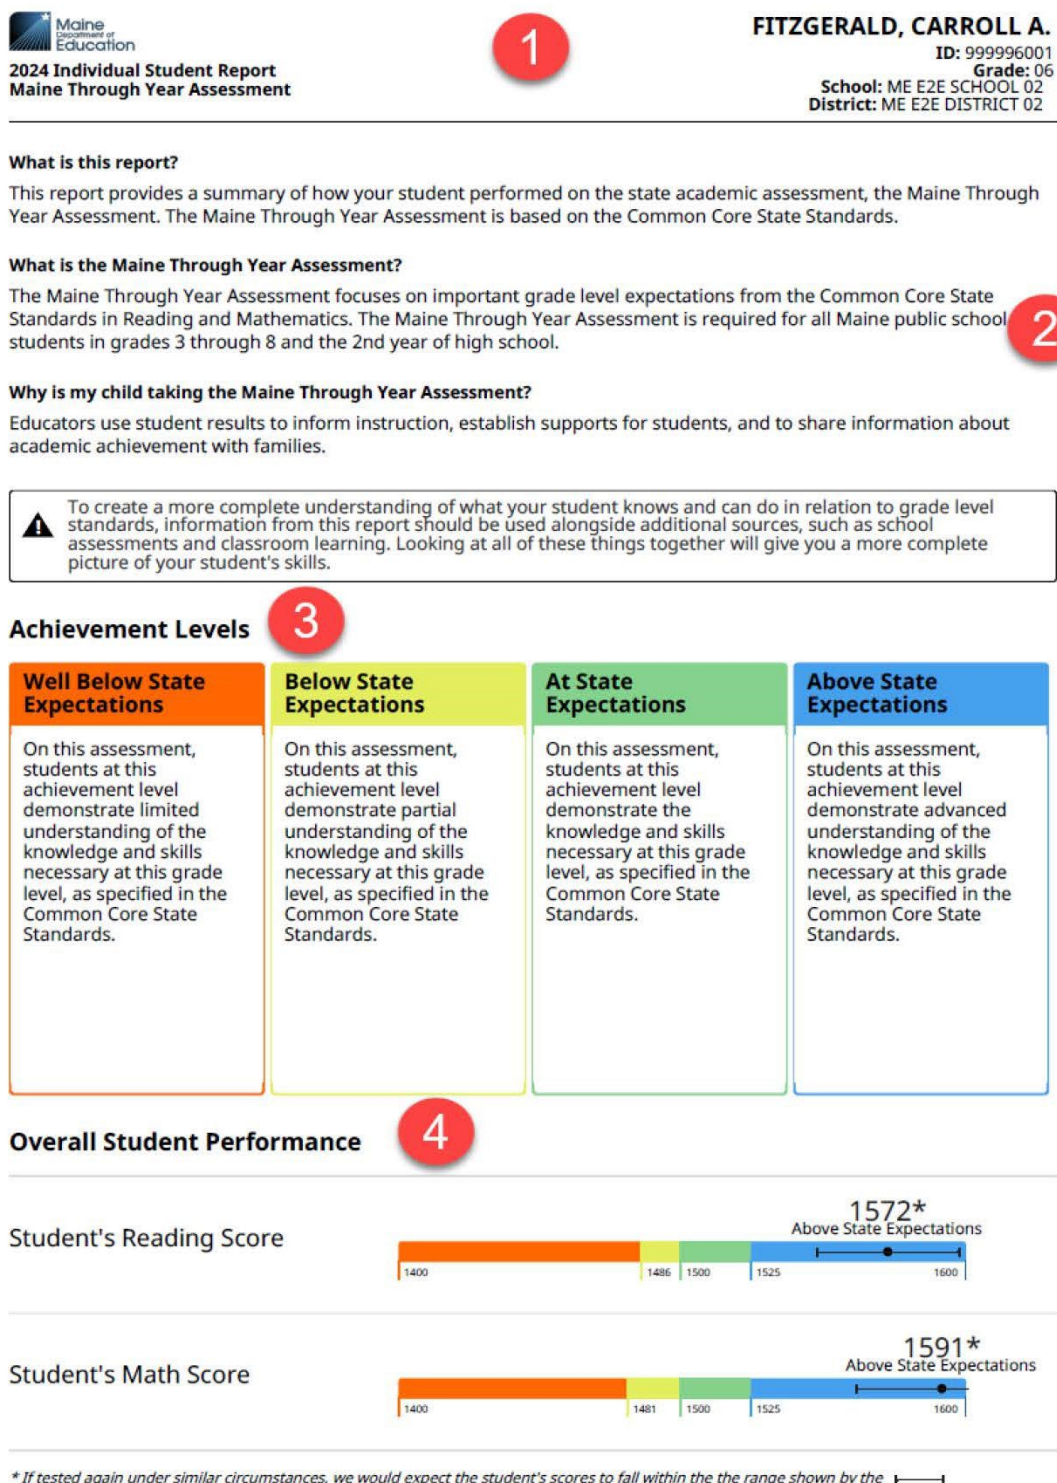 Maine
Department of
Education
1
FITZGERALD, CARROLL A.
ID: 999996001
2024 Individual Student Report
Grade: 06
Maine Through Year Assessment
School: ME E2E SCHOOL 02
District: ME E2E DISTRICT 02
What is this report?
This report provides a summary of how your student performed on the state academic assessment, the Maine Through
Year Assessment. The Maine Through Year Assessment is based on the Common Core State Standards.
What is the Maine Through Year Assessment?
The Maine Through Year Assessment focuses on important grade level expectations from the Common Core State
Standards in Reading and Mathematics. The Maine Through Year Assessment is required for all Maine public school
students in grades 3 through 8 and the 2nd year of high school.
2
Why is my child taking the Maine Through Year Assessment?
Educators use student results to inform instruction, establish supports for students, and to share information about
academic achievement with families.
To create a more complete understanding of what your student knows and can do in relation to grade level
standards, information from this report should be used alongside additional sources, such as school
assessments and classroom learning. Looking at all of these things together will give you a more complete
picture of your student's skills.
Achievement Levels
3
Well Below State
Expectations
On this assessment,
students at this
achievement level
demonstrate limited
understanding of the
knowledge and skills
necessary at this grade
level, as specified in the
Common Core State
Standards.
Below State
Expectations
On this assessment,
students at this
achievement level
demonstrate partial
understanding of the
knowledge and skills
necessary at this grade
level, as specified in the
Common Core State
Standards.
At State
Expectations
On this assessment,
students at this
achievement level
demonstrate the
knowledge and skills
necessary at this grade
level, as specified in the
Common Core State
Standards.
Above State
Expectations
On this assessment,
students at this
achievement level
demonstrate advanced
understanding of the
knowledge and skills
necessary at this grade
level, as specified in the
Common Core State
Standards.
Overall Student Performance
4
Student's Reading Score
1572*
Above State Expectations
1400 1486 1500 1525 1600
Student's Math Score
1591*
Above State Expectations
1400 1481 1500 1525 1600
* If tested again under similar circumstances, we would expect the student's scores to fall within the the range shown by the